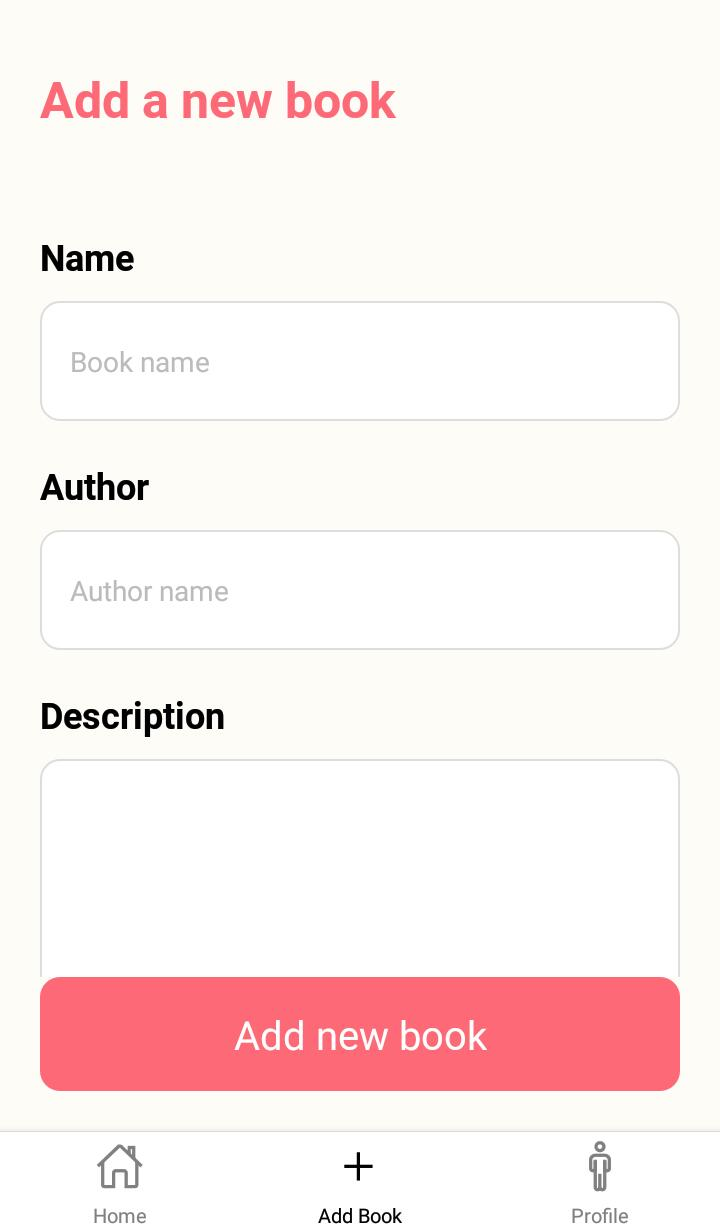 Add a new book
Name
Book name
Author
Author name
Description
Add new book
Home
Add Book
Profile